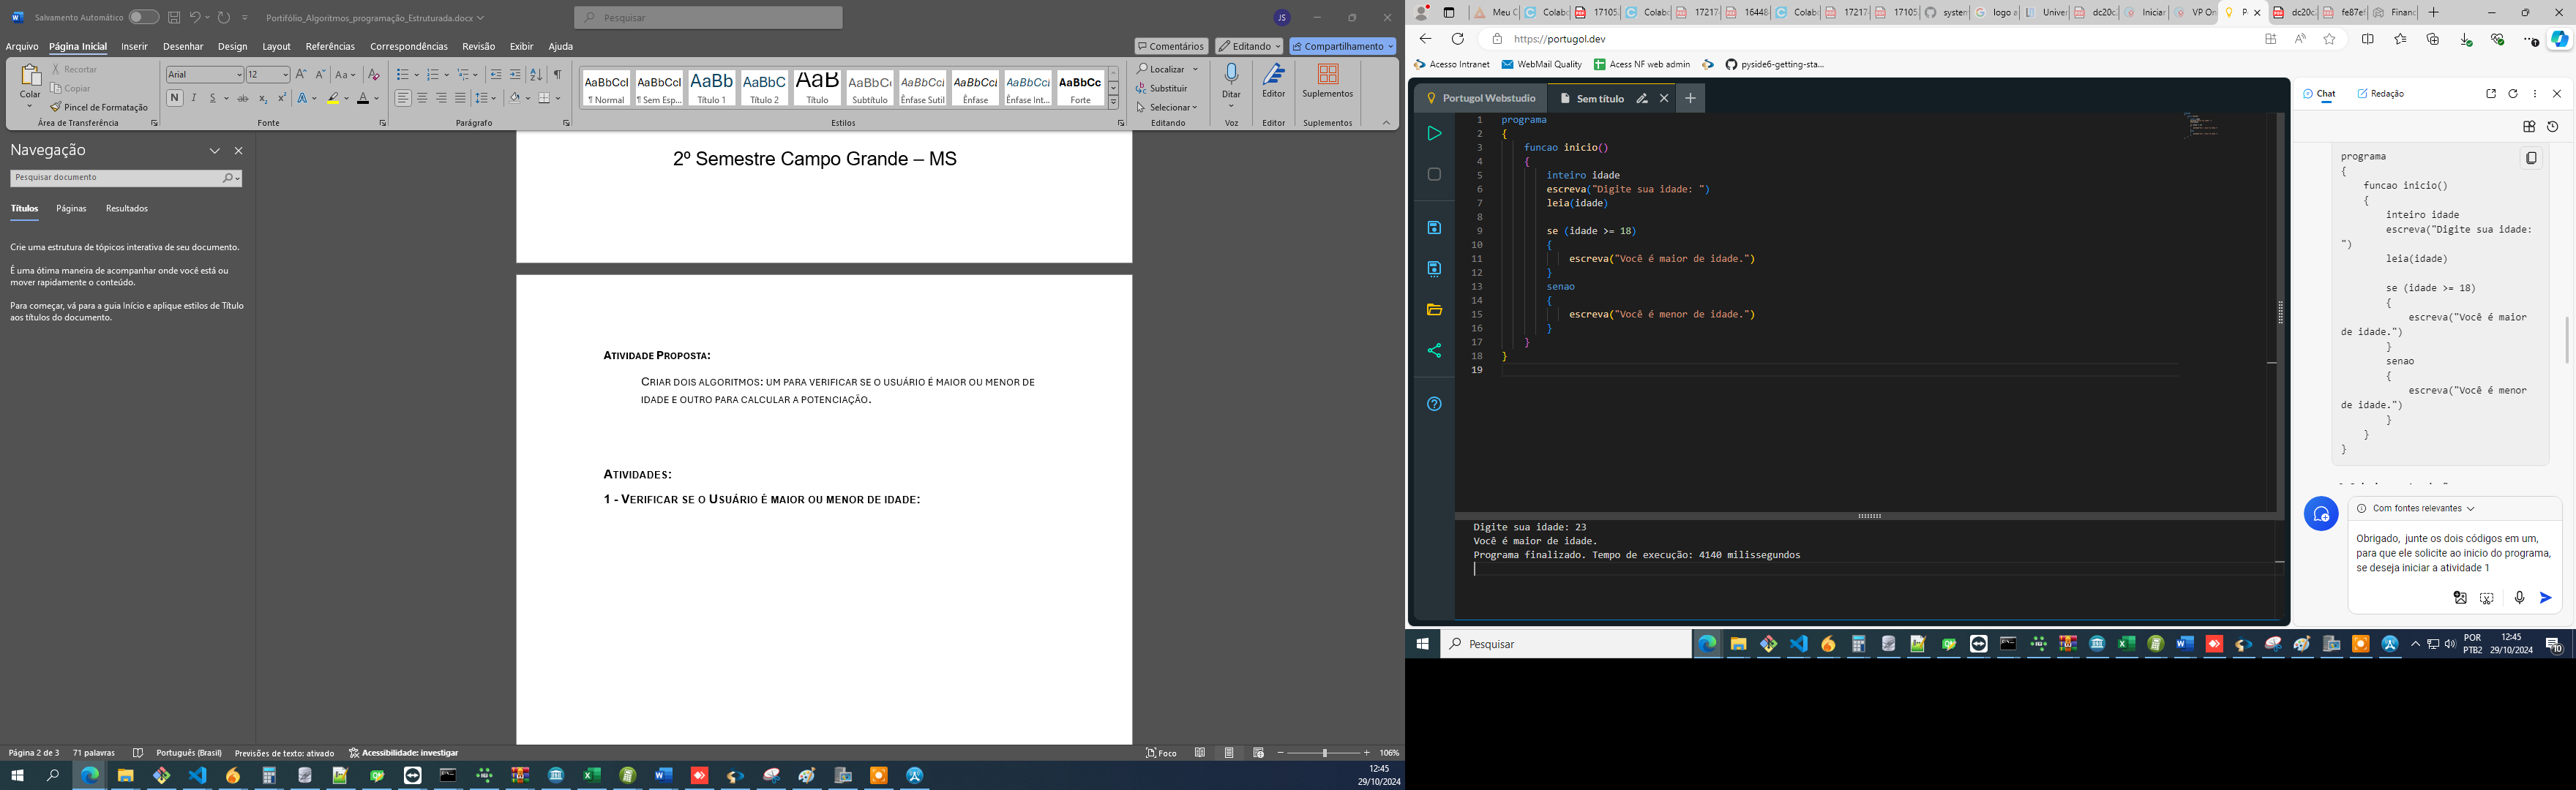 Salvamento Automático
Portifólio_Algoritmos_programação_Estruturada.docx
Pesquisar
JS
Arquivo
Página Inicial
Inserir
Desenhar
Design
Layout
Referências
Correspondências
Revisão
Exibir
Ajuda
Comentários
Editando
Compartilhamento
Colar
Recortar
Copiar
Pincel de Formatação
Área de Transferência
Arial
12
Fonte
Parágrafo
AaBbCcI
¶ Normal
AaBbCcI
¶ Sem Esp...
AaBb
Título 1
AaBbC
Título 2
AaB
Título
AaBbCc
Subtítulo
AaBbCci
Ênfase Sutil
AaBbCci
Ênfase
AaBbCci
Ênfase Int...
AaBbCc
Forte
Estilos
Localizar
Substituir
Selecionar
Editando
Ditar
Voz
Editor
Editor
Suplementos
Suplementos
Navegação
Pesquisar documento
Títulos
Páginas
Resultados
Crie uma estrutura de tópicos interativa de seu documento.
É uma ótima maneira de acompanhar onde você está ou
mover rapidamente o conteúdo.
Para começar, vá para a guia Início e aplique estilos de Título
aos títulos do documento.
2º Semestre Campo Grande – MS
ATIVIDADE PROPOSTA:
CRIAR DOIS ALGORITMOS: UM PARA VERIFICAR SE O USUÁRIO É MAIOR OU MENOR DE
IDADE E OUTRO PARA CALCULAR A POTENCIAÇÃO.
ATIVIDADES:
1 - VERIFICAR SE O USUÁRIO É MAIOR OU MENOR DE IDADE:
Página 2 de 3
71 palavras
Português (Brasil)
Previsões de texto: ativado
Acessibilidade: investigar
Foco
106%
12:45
29/10/2024
Meu C
Colabo
17105
Colabo
17217
16448
Colabo
17217
17105
system
logo a
Univer
dc20c
Iniciar
VP On
Po
dc20c
fe87ef
Financ
https://portugol.dev
Acesso Intranet
WebMail Quality
Acess NF web admin
pyside6-getting-sta...
Portugol Webstudio
Sem título
1 programa
2 {
3 funcao inicio()
4 {
5 inteiro idade
6 escreva("Digite sua idade: ")
7 leia(idade)
8
9 se (idade >= 18)
10 {
11 escreva("Você é maior de idade.")
12 }
13 senao
14 {
15 escreva("Você é menor de idade.")
16 }
17 }
18 }
19
Digite sua idade: 23
Você é maior de idade.
Programa finalizado. Tempo de execução: 4140 milissegundos
Chat
Redação
programa
{
funcao inicio()
{
inteiro idade
escreva("Digite sua idade:
")
leia(idade)
se (idade >= 18)
{
escreva("Você é maior
de idade.")
}
senao
{
escreva("Você é menor
de idade.")
}
}
}
Com fontes relevantes
Obrigado, junte os dois códigos em um,
para que ele solicite ao inicio do programa,
se deseja iniciar a atividade 1
Pesquisar
POR
PTB2
12:45
29/10/2024
10